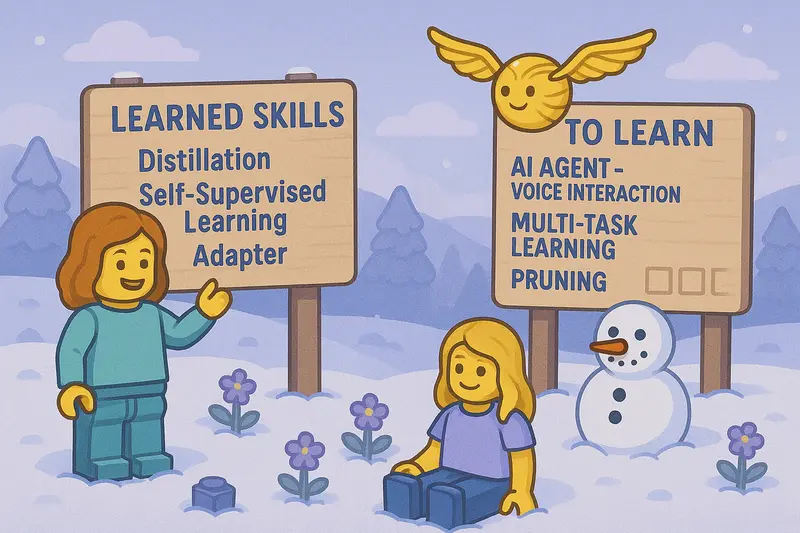 LEARNED SKILLS
Distillation
Self-Supervised
Learning
Adapter
TO LEARN
AI AGENT-
VOICE INTERACTION
MULTI-TASK
LEARNING
PRUNING